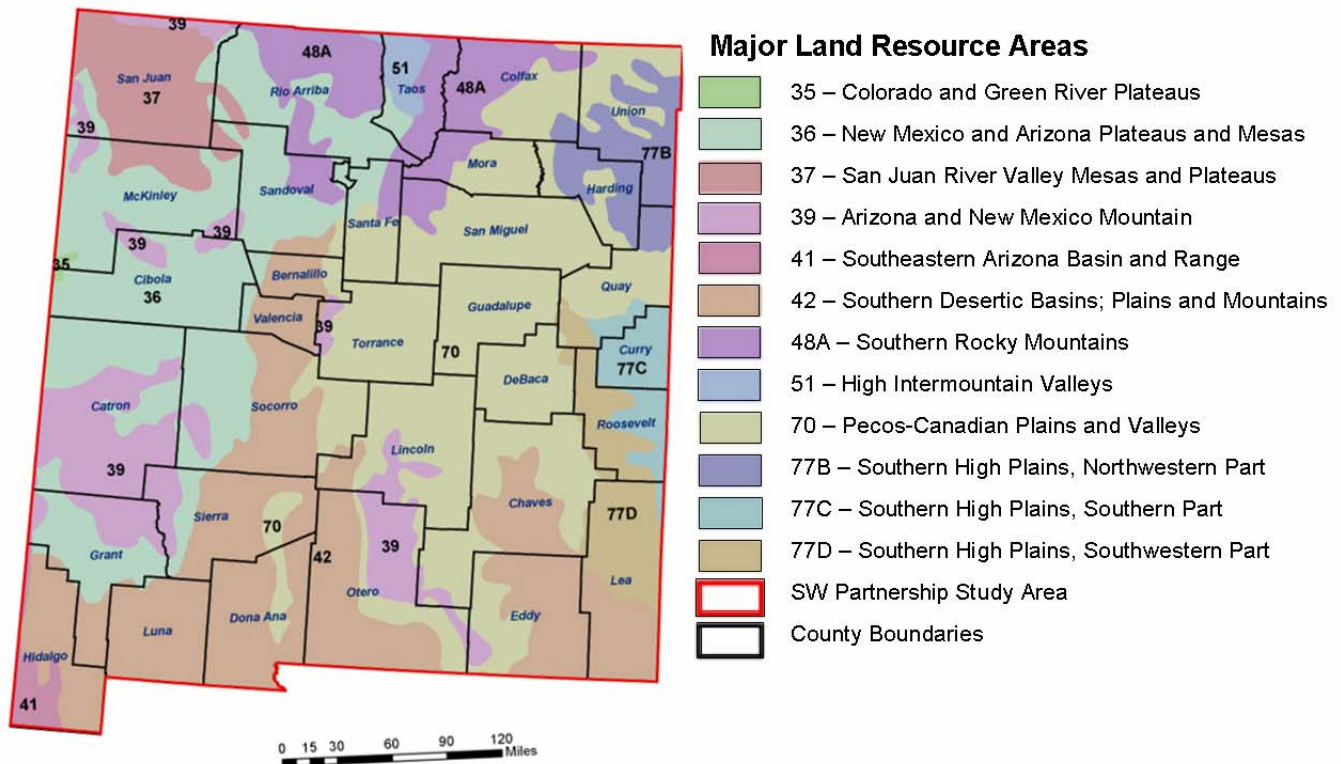 39
48A
51
Colfax
San Juan
37
Rio Arriba
Taos
48A
Union
39
77B
Mora
McKinley
Sandoval
Harding
Santa Fe
San Miguel
39
39
35
Cibola
36
Bernalillo
Quay
Valencia
39
Guadalupe
Torrance
70
Curry
77C
DeBaca
Catron
Socorro
Roosevelt
Lincoln
39
Sierra
70
Chaves
77D
Grant
42
39
Otero
Lea
Dona Ana
Eddy
Luna
Hidalgo
41
0 15 30 60 90 120
Miles
Major Land Resource Areas
35 – Colorado and Green River Plateaus
36 – New Mexico and Arizona Plateaus and Mesas
37 – San Juan River Valley Mesas and Plateaus
39 – Arizona and New Mexico Mountain
41 – Southeastern Arizona Basin and Range
42 – Southern Desertic Basins; Plains and Mountains
48A – Southern Rocky Mountains
51 – High Intermountain Valleys
70 – Pecos-Canadian Plains and Valleys
77B – Southern High Plains, Northwestern Part
77C – Southern High Plains, Southern Part
77D – Southern High Plains, Southwestern Part
SW Partnership Study Area
County Boundaries